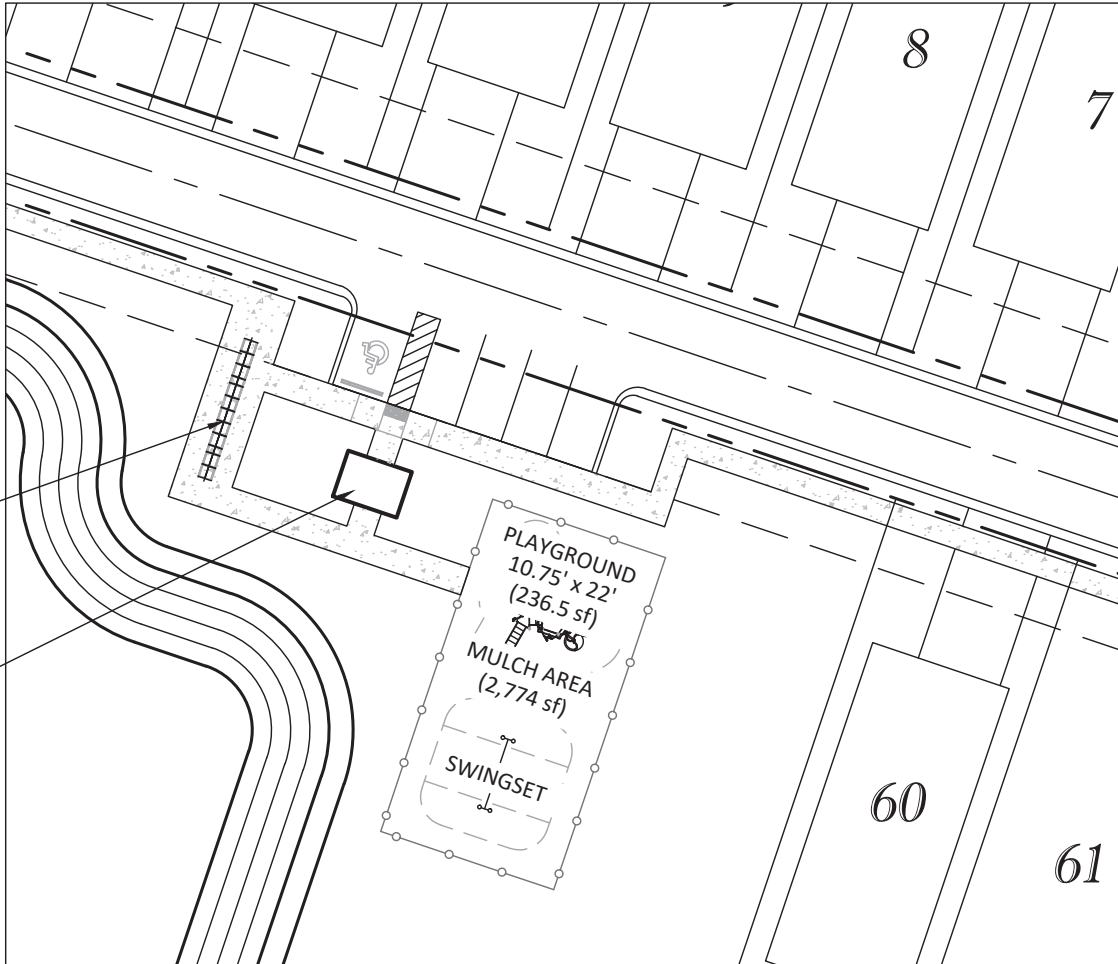 8
7
PLAYGROUND
10.75' x 22'
(236.5 sf)
MULCH AREA
(2,774 sf)
SWINGSET
60
61